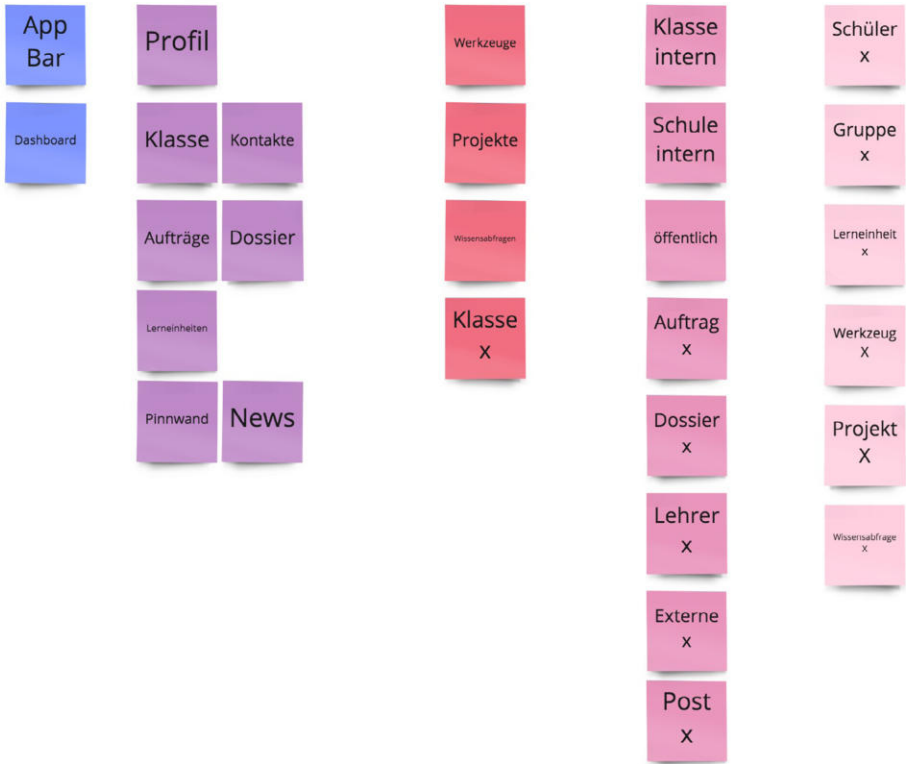 App
Bar
Dashboard
Profil
Klasse
Kontakte
Aufträge
Dossier
Lerneinheiten
Pinnwand
News
Werkzeuge
Projekte
Wissensabfragen
Klasse
x
Klasse
intern
Schule
intern
öffentlich
Auftrag
x
Dossier
x
Lehrer
x
Externe
x
Post
x
Schüler
x
Gruppe
x
Lerneinheit
x
Werkzeug
X
Projekt
X
Wissensabfrage
X